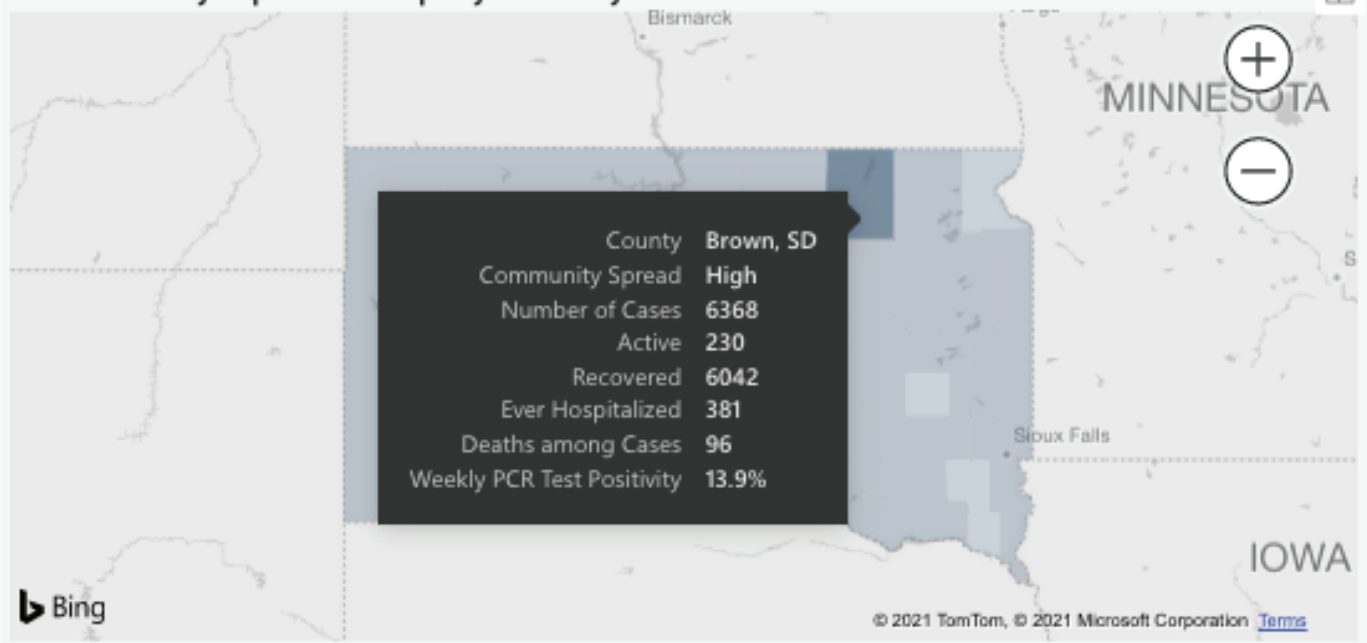 Bismarck
MINNESOTA
County Brown, SD
Community Spread High
Number of Cases 6368
Active 230
Recovered 6042
Ever Hospitalized 381
Deaths among Cases 96
Weekly PCR Test Positivity 13.9%
Sioux Falls
IOWA
Bing
© 2021 TomTom, © 2021 Microsoft Corporation Terms